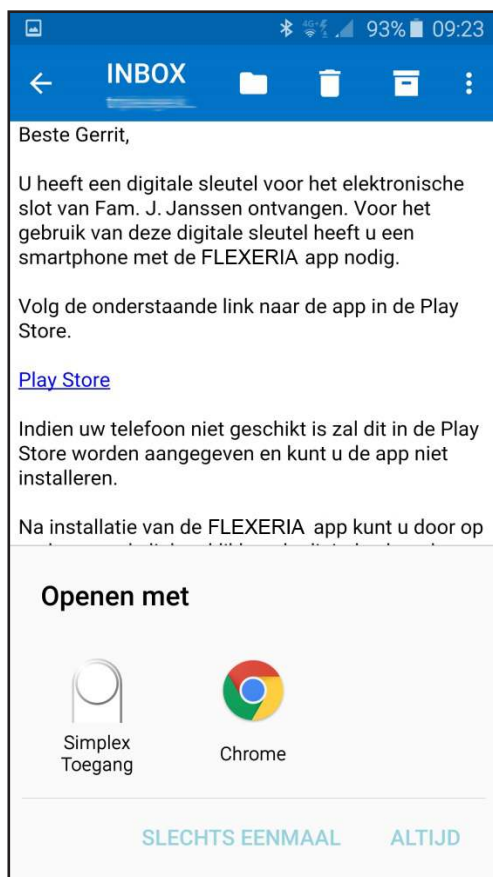 93% 09:23
INBOX
Beste Gerrit,
U heeft een digitale sleutel voor het elektronische
slot van Fam. J. Janssen ontvangen. Voor het
gebruik van deze digitale sleutel heeft u een
smartphone met de FLEXERIA app nodig.
Volg de onderstaande link naar de app in de Play
Store.
Play Store
Indien uw telefoon niet geschikt is zal dit in de Play
Store worden aangegeven en kunt u de app niet
installeren.
Na installatie van de FLEXERIA app kunt u door op
Openen met
Simplex
Toegang
Chrome
SLECHTS EENMAAL ALTIJD